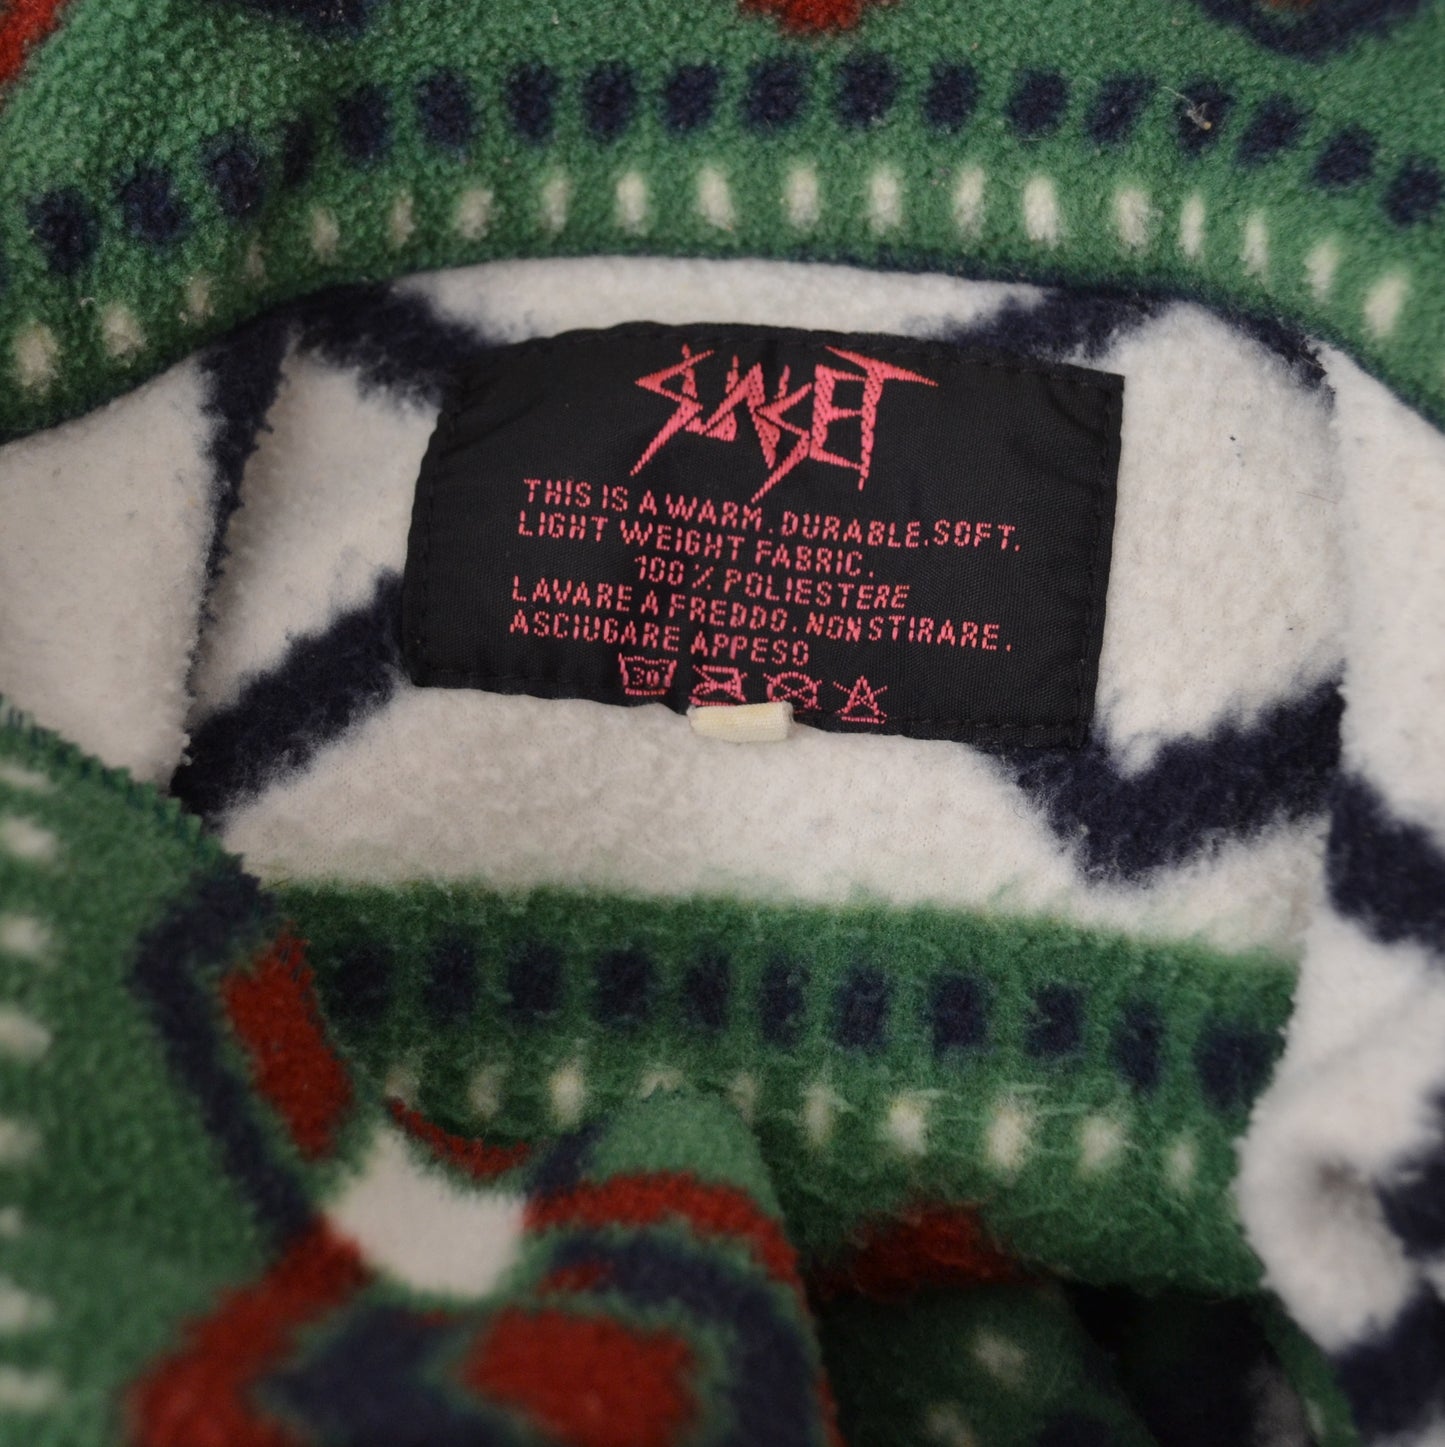 SUNSET
THIS IS A WARM. DURABLE. SOFT.
LIGHT WEIGHT FABRIC.
100% POLIESTERE
LAVARE A FREDDO. NON STIRARE.
ASCIUGARE APPESO
30 A